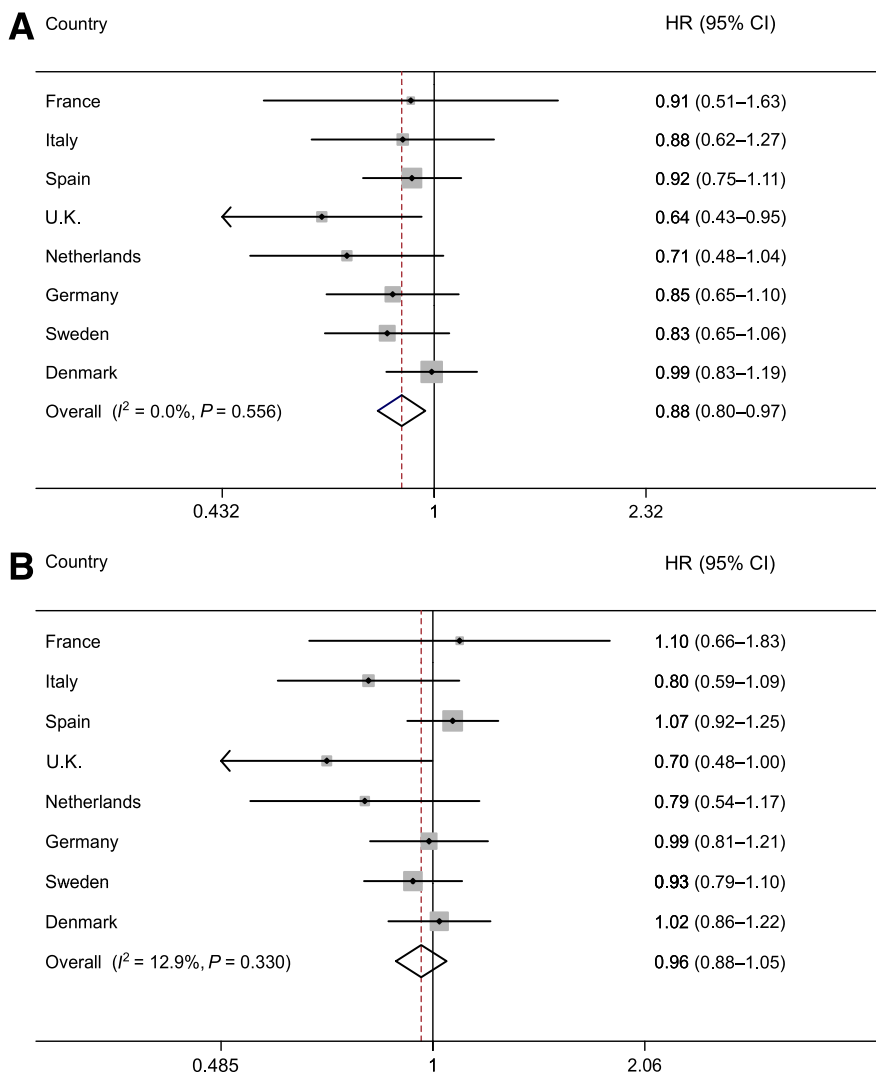 A Country HR (95% CI)
France 0.91 (0.51–1.63)
Italy 0.88 (0.62–1.27)
Spain 0.92 (0.75–1.11)
U.K. 0.64 (0.43–0.95)
Netherlands 0.71 (0.48–1.04)
Germany 0.85 (0.65–1.10)
Sweden 0.83 (0.65–1.06)
Denmark 0.99 (0.83–1.19)
Overall (I² = 0.0%, P = 0.556) 0.88 (0.80–0.97)
0.432 1 2.32
B Country HR (95% CI)
France 1.10 (0.66–1.83)
Italy 0.80 (0.59–1.09)
Spain 1.07 (0.92–1.25)
U.K. 0.70 (0.48–1.00)
Netherlands 0.79 (0.54–1.17)
Germany 0.99 (0.81–1.21)
Sweden 0.93 (0.79–1.10)
Denmark 1.02 (0.86–1.22)
Overall (I² = 12.9%, P = 0.330) 0.96 (0.88–1.05)
0.485 1 2.06